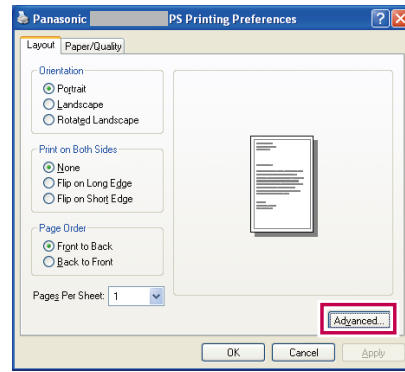 Panasonic PS Printing Preferences
Layout Paper/Quality
Orientation
Portrait
Landscape
Rotated Landscape
Print on Both Sides
None
Flip on Long Edge
Flip on Short Edge
Page Order
Front to Back
Back to Front
Pages Per Sheet: 1
Advanced...
OK Cancel Apply